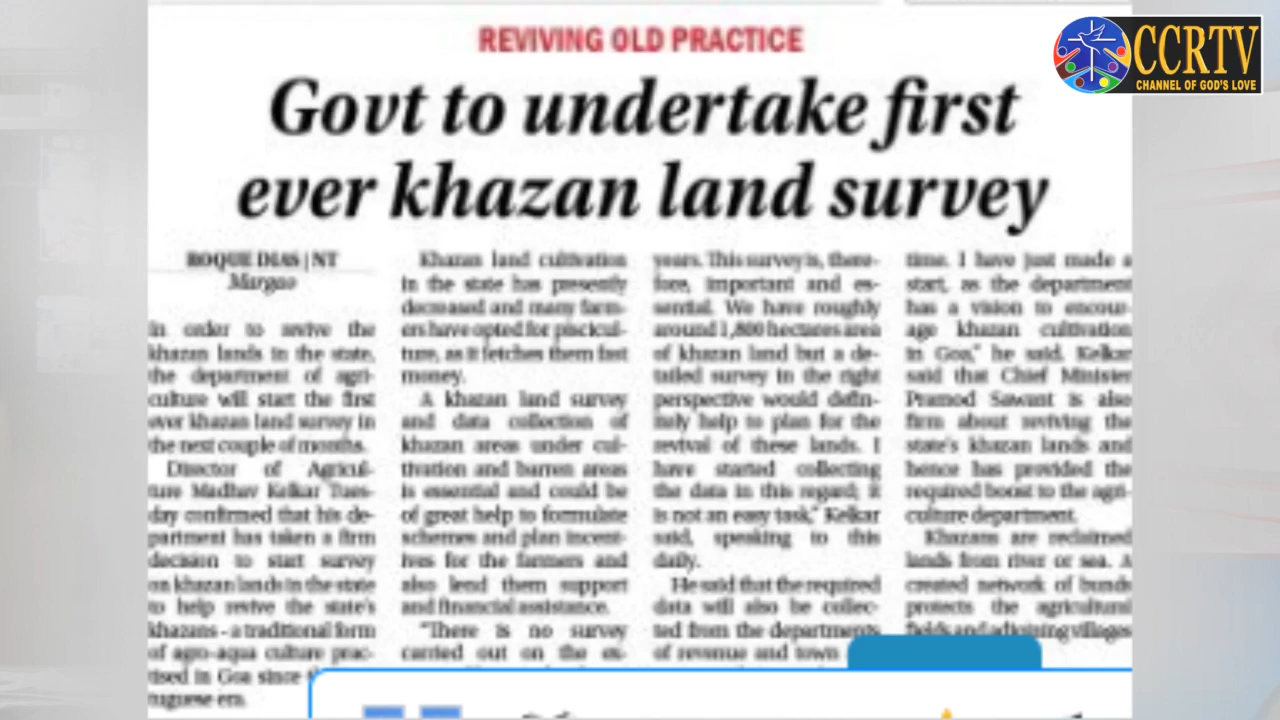 REVIVING OLD PRACTICE
CCRTV
CHANNEL OF GOD'S LOVE
Govt to undertake first
ever khazan land survey
ROQUE DIAS | NT
Margao
In order to revive the
khazan lands in the state,
the department of agri-
culture will start the first
ever khazan land survey in
the next couple of months.
Director of Agricul-
ture Madhav Kelkar Tues-
day confirmed that his de-
partment has taken a firm
decision to start survey
on khazan lands in the state
to help revive the state's
khazans - a traditional form
of agro-aqua culture prac-
tised in Goa since
tuguese era.
Khazan land cultivation
in the state has presently
decreased and many farm-
ers have opted for piscicul-
ture, as it fetches them fast
money.
A khazan land survey
and data collection of
khazan areas under cul-
tivation and barren areas
is essential and could be
of great help to formulate
schemes and plan incent-
ives for the farmers and
also lend them support
and financial assistance.
"There is no survey
carried out on the ex-
years. This survey is, there-
fore, important and es-
sential. We have roughly
around 1,800 hectares area
of khazan land but a de-
tailed survey in the right
perspective would defin-
itely help to plan for the
revival of these lands. I
have started collecting
the data in this regard; it
is not an easy task," Kelkar
said, speaking to this
daily.
He said that the required
data will also be collec-
ted from the departments
of revenue and town
time. I have just made a
start, as the department
has a vision to encour-
age khazan cultivation
in Goa," he said. Kelkar
said that Chief Minister
Pramod Sawant is also
firm about reviving the
state's khazan lands and
hence has provided the
required boost to the agri-
culture department.
Khazans are reclaimed
lands from river or sea. A
created network of bunds
protects the agricultural
fields and adjoining villages